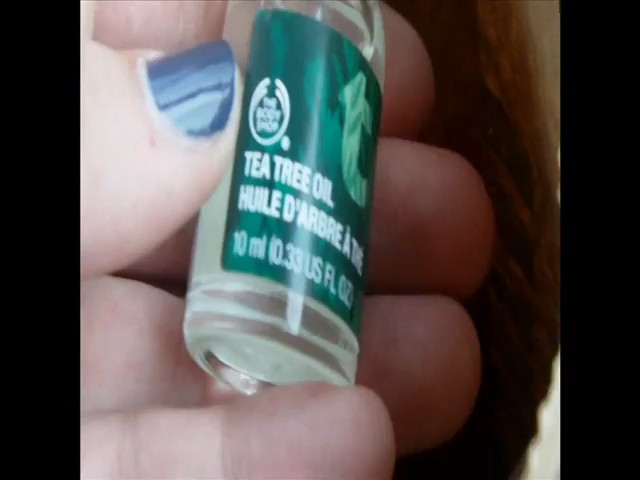 THE
BODY
SHOP
TEA TREE OIL
HUILE D'ARBRE À THÉ
10 ml (0.33 US FL OZ)